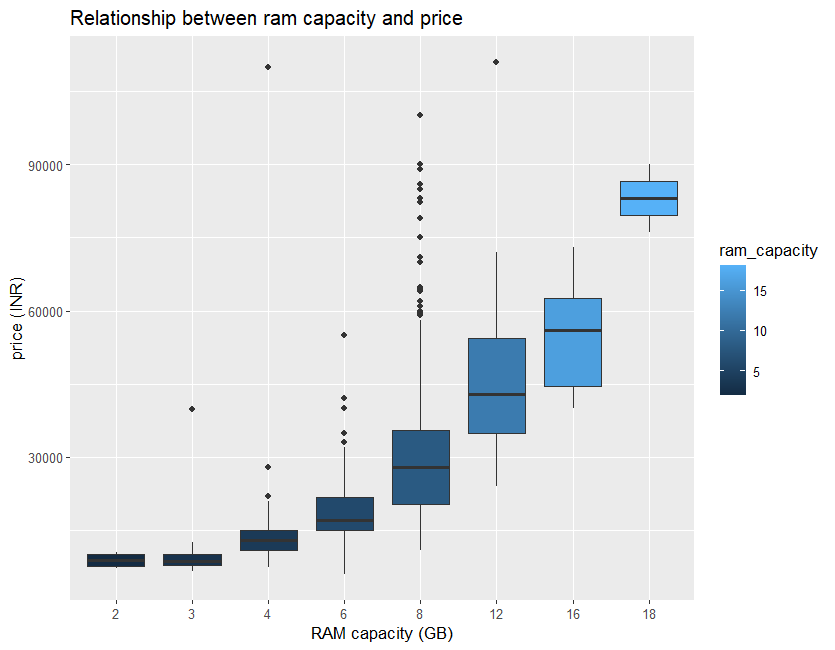 Relationship between ram capacity and price
price (INR)
90000
60000
30000
2 3 4 6 8 12 16 18
RAM capacity (GB)
ram_capacity
15
10
5